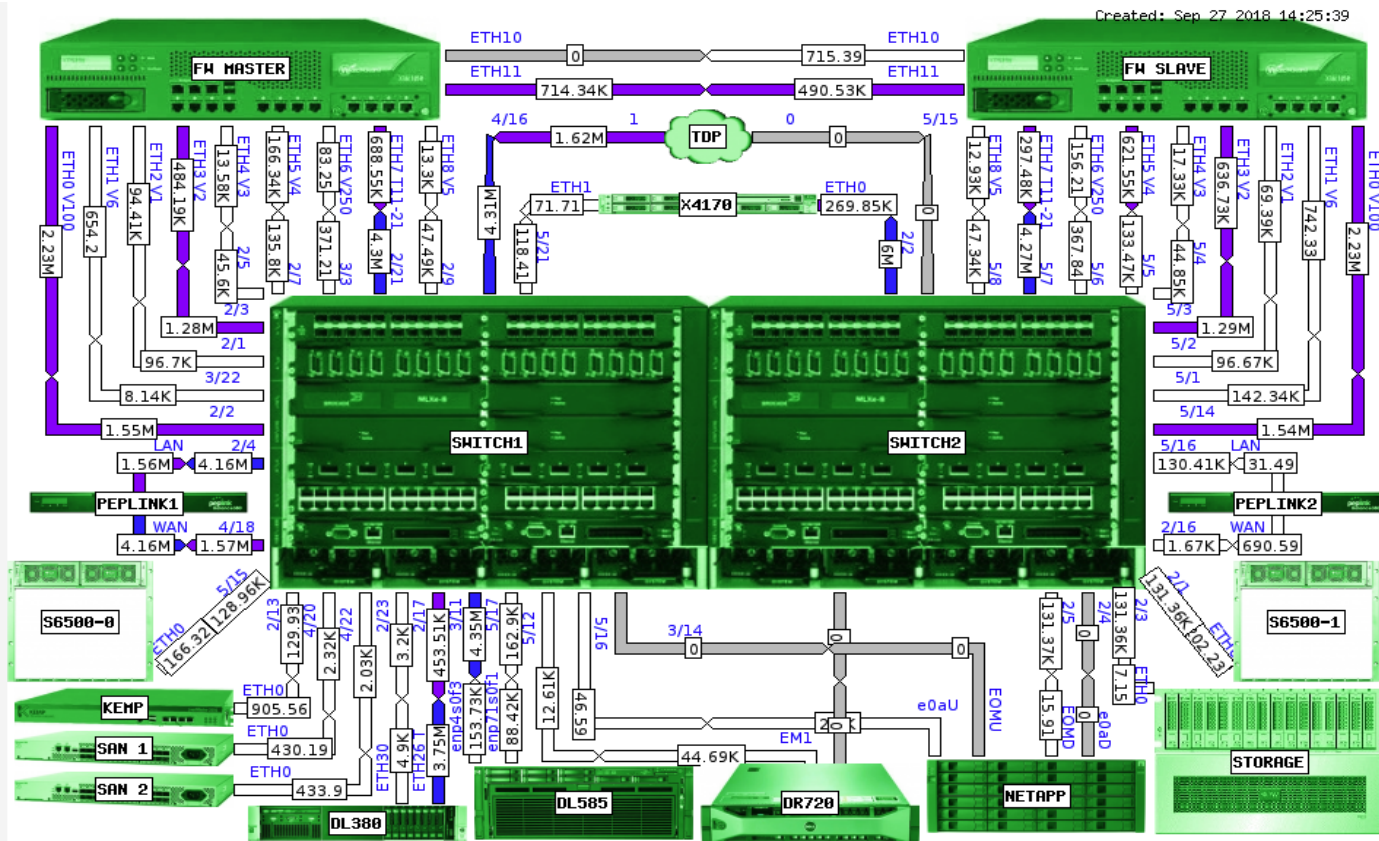 Created: Sep 27 2018 14:25:39
FW MASTER
FW SLAVE
ETH10
0
715.39
ETH10
ETH11
714.34K
490.53K
ETH11
4/16
1
1.62M
TDP
0
0
5/15
4.31M
0
ETH1
71.71
118.41
5/21
X4170
ETH0
269.85K
6M
2/2
ETH0 V100
2.23M
1.55M
2/2
ETH1 V6
654.2
8.14K
3/22
ETH2 V1
94.41K
96.7K
2/1
ETH3 V2
484.19K
1.28M
2/3
ETH4 V3
13.58K
45.6K
2/5
ETH5 V4
166.34K
135.8K
2/7
ETH6 V250
83.25
371.21
3/3
ETH7 T11-21
688.55K
4.3M
2/21
ETH8 V5
13.3K
47.49K
2/9
ETH8 V5
12.93K
47.34K
5/8
ETH7 T11-21
297.48K
4.27M
5/7
ETH6 V250
156.21
367.84
5/6
ETH5 V4
621.55K
133.47K
5/5
ETH4 V3
17.33K
44.85K
5/4
ETH3 V2
636.73K
1.29M
5/3
ETH2 V1
69.39K
96.67K
5/2
ETH1 V6
742.33
142.34K
5/1
ETH0 V100
2.23M
1.54M
5/14
SWITCH1
SWITCH2
LAN
2/4
1.56M
4.16M
PEPLINK1
WAN
4/18
4.16M
1.57M
5/16
LAN
130.41K
31.49
PEPLINK2
2/16
WAN
1.67K
690.59
S6500-0
5/15
128.96K
166.32
ETH0
S6500-1
2/1
131.36K
ETH0
KEMP
ETH0
905.56
129.93
2/13
SAN 1
ETH0
430.19
2.32K
4/20
SAN 2
ETH0
433.9
2.03K
4/22
2/23
3.2K
4.9K
ETH30
2/17
453.51K
3.75M
DL380
3/11
4.35M
153.73K
enp4s0f3
5/17
162.9K
88.42K
enp71s0f1
DL585
5/12
12.61K
44.69K
EM1
DR720
5/16
46.59
e0aU
3/14
0
0
EOMU
0
0
2/5
131.37K
15.91
EOMD
2/4
0
e0aD
NETAPP
2/3
131.36K
7.15
ETH0
STORAGE